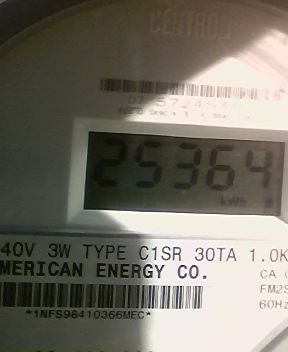 CENTRON
25364
kWh
40V 3W TYPE C1SR 30TA 1.0K
MERICAN ENERGY CO.
CA
FM2S
60Hz
*1NFS98410366MEC*